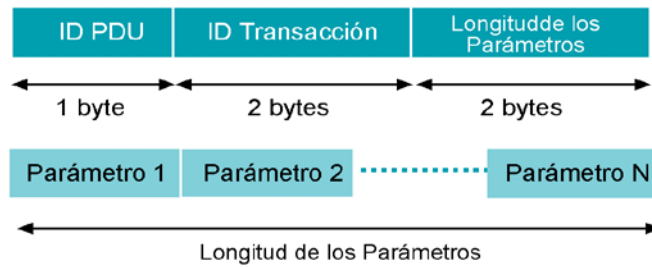 ID PDU
ID Transacción
Longitudde los
Parámetros
1 byte
2 bytes
2 bytes
Parámetro 1
Parámetro 2
Parámetro N
Longitud de los Parámetros